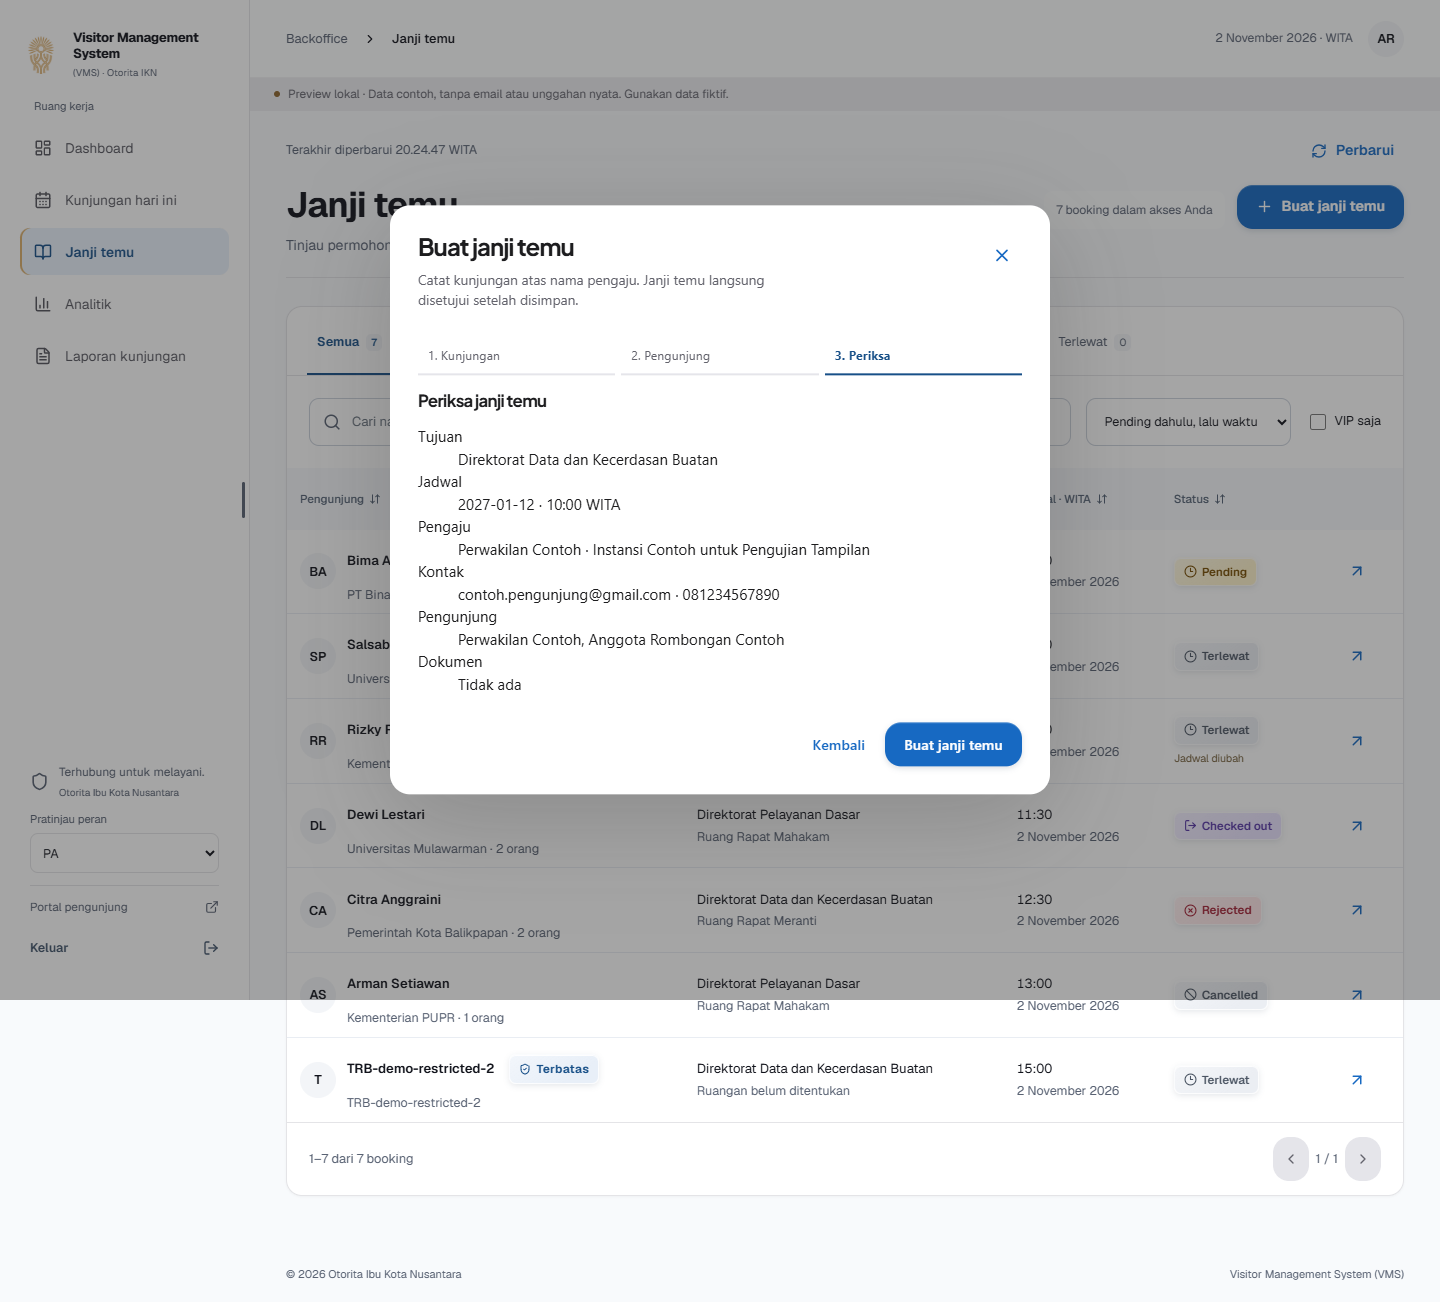 Visitor Management
System
(VMS) · Otorita IKN
Ruang kerja
Dashboard
Kunjungan hari ini
Janji temu
Analitik
Laporan kunjungan
Terhubung untuk melayani.
Otorita Ibu Kota Nusantara
Pratinjau peran
PA
Portal pengunjung
Keluar
Backoffice > Janji temu
2 November 2026 · WITA AR
Preview lokal · Data contoh, tanpa email atau unggahan nyata. Gunakan data fiktif.
Terakhir diperbarui 20.24.47 WITA
Perbarui
Janji temu
7 booking dalam akses Anda
+ Buat janji temu
Tinjau
Semua 7
Terlewat 0
Cari
Pending dahulu, lalu waktu
VIP saja
Buat janji temu
Catat kunjungan atas nama pengaju. Janji temu langsung
disetujui setelah disimpan.
1. Kunjungan 2. Pengunjung 3. Periksa
Periksa janji temu
Tujuan
Direktorat Data dan Kecerdasan Buatan
Jadwal
2027-01-12 · 10:00 WITA
Pengaju
Perwakilan Contoh · Instansi Contoh untuk Pengujian Tampilan
Kontak
contoh.pengunjung@gmail.com · 081234567890
Pengunjung
Perwakilan Contoh, Anggota Rombongan Contoh
Dokumen
Tidak ada
Kembali
Buat janji temu
Pengunjung
· WITA
Status
BA Bima
Pending
PT Bina
2026
SP
Terlewat
2026
RR Rizky
Terlewat
2026
Jadwal diubah
DL Dewi Lestari Direktorat Pelayanan Dasar 11:30 Checked out
Universitas Mulawarman · 2 orang Ruang Rapat Mahakam 2 November 2026
CA Citra Anggraini Direktorat Data dan Kecerdasan Buatan 12:30 Rejected
Pemerintah Kota Balikpapan · 2 orang Ruang Rapat Meranti 2 November 2026
AS Arman Setiawan Direktorat Pelayanan Dasar 13:00 Cancelled
Kementerian PUPR · 1 orang Ruang Rapat Mahakam 2 November 2026
T TRB-demo-restricted-2 Terbatas Direktorat Data dan Kecerdasan Buatan 15:00 Terlewat
TRB-demo-restricted-2 Ruangan belum ditentukan 2 November 2026
1–7 dari 7 booking
1 / 1
© 2026 Otorita Ibu Kota Nusantara
Visitor Management System (VMS)